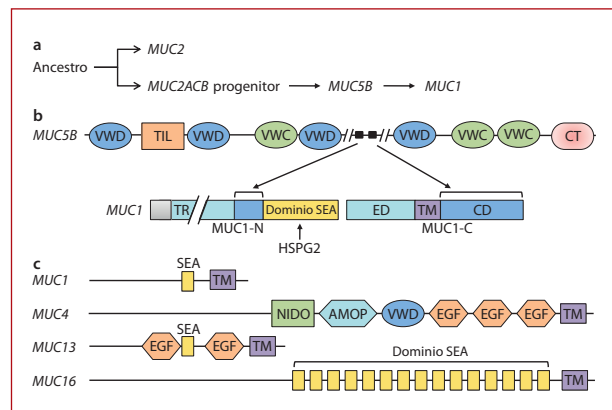 a
MUC2
Ancestro
MUC2ACB progenitor MUC5B MUC1
b
MUC5B VWD TIL VWD VWC VWD // // VWD VWC VWC CT
MUC1 TR Dominio SEA ED TM CD
MUC1-N MUC1-C
HSPG2
c
SEA
MUC1 TM
MUC4 NIDO AMOP VWD EGF EGF EGF TM
SEA
MUC13 EGF EGF TM
Dominio SEA
MUC16 TM